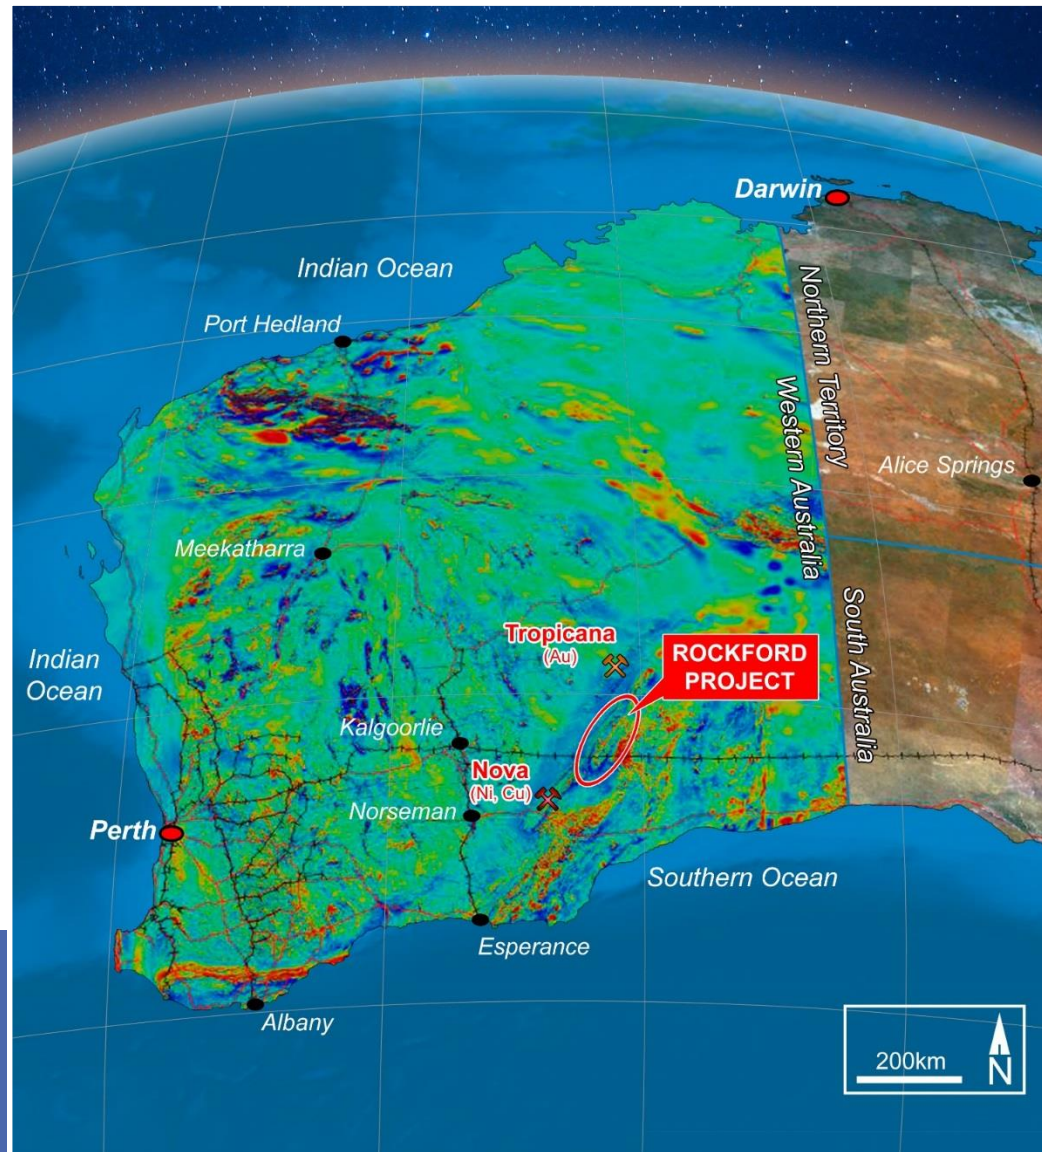 Darwin
Indian Ocean
Port Hedland
Northern Territory
Western Australia
Alice Springs
Meekatharra
South Australia
Tropicana
(Au)
ROCKFORD
PROJECT
Indian
Ocean
Kalgoorlie
Nova
(Ni, Cu)
Norseman
Perth
Southern Ocean
Esperance
Albany
200km
N